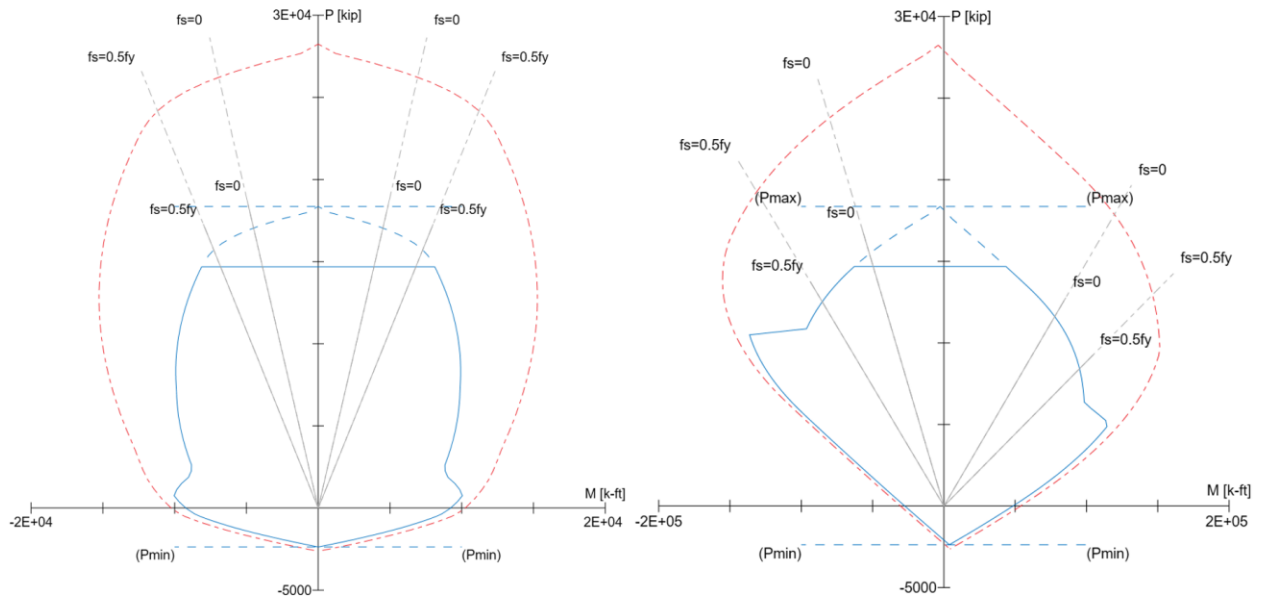 3E+04 P [kip]
fs=0
fs=0
fs=0.5fy
fs=0.5fy
fs=0
fs=0
fs=0.5fy
fs=0.5fy
M [k-ft]
-2E+04
2E+04
(Pmin)
(Pmin)
-5000
3E+04 P [kip]
fs=0
fs=0.5fy
fs=0
(Pmax)
(Pmax)
fs=0
fs=0.5fy
fs=0.5fy
fs=0
fs=0.5fy
M [k-ft]
-2E+05
2E+05
(Pmin)
(Pmin)
-5000